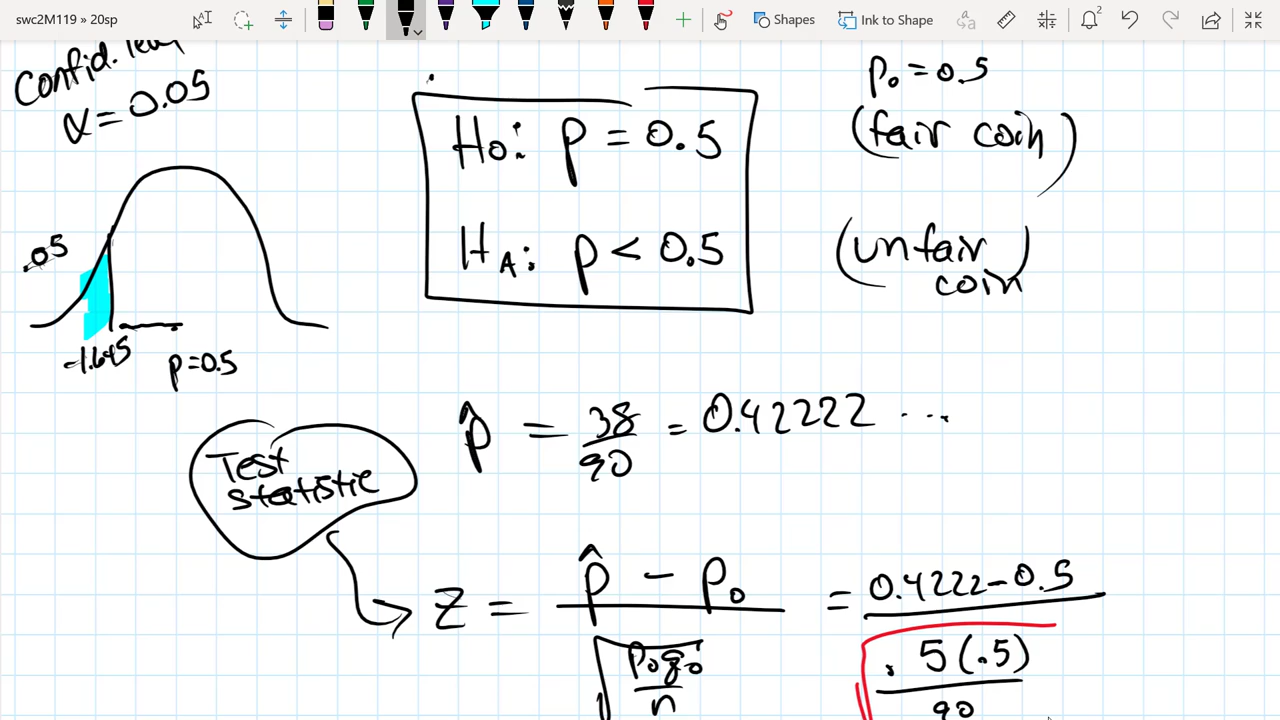 swc2M119 » 20sp
Shapes
Ink to Shape
Confid. level
α = 0.05
H0: p = 0.5
HA: p < 0.5
p0 = 0.5
(fair coin)
(unfair
coin)
.05
-1.645
p=0.5
p̂ = 38/90 = 0.42222 ...
Test
statistic
z = p̂ - p0 / √(p0q0/n) = 0.4222-0.5 / √(.5(.5)/90)